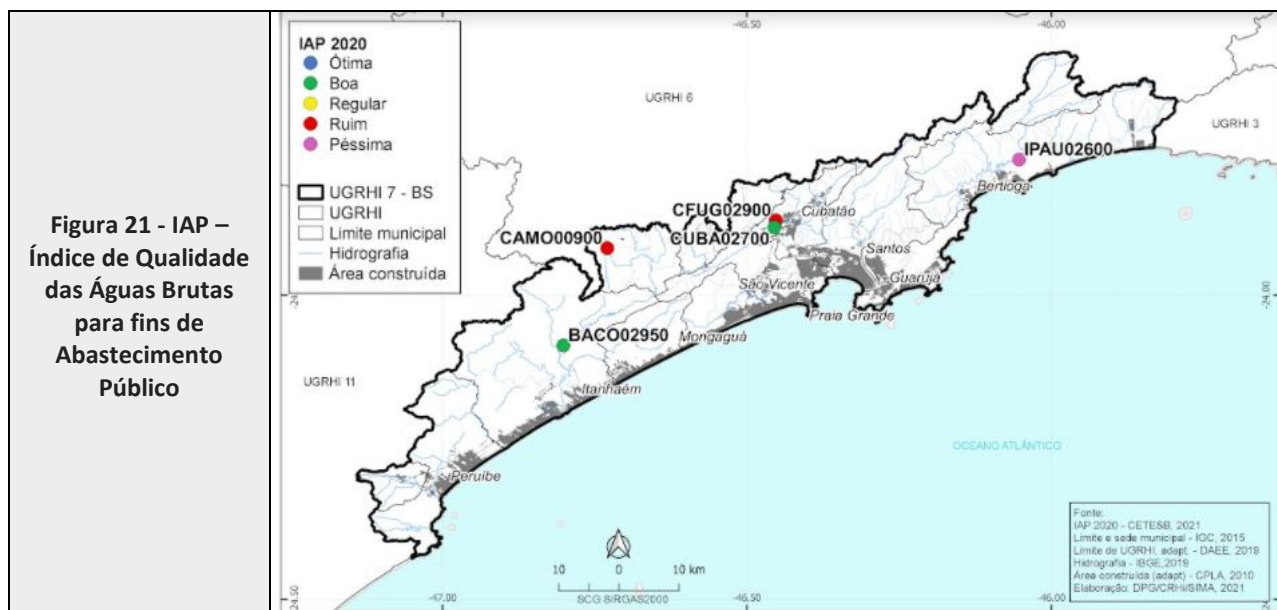 Figura 21 - IAP –
Índice de Qualidade
das Águas Brutas
para fins de
Abastecimento
Público
IAP 2020
Ótima
Boa
Regular
Ruim
Péssima
UGRHI 7 - BS
UGRHI
Limite municipal
Hidrografia
Área construída
-46.50
-46.00
UGRHI 6
UGRHI 3
IPAU02600
Bertioga
CFUG02900
Cubatão
CAMO00900
CUBA02700
Santos
Guarujá
São Vicente
-24.00
Praia Grande
BACO02950
Mongaguá
UGRHI 11
Itanhaém
OCEANO ATLÂNTICO
Peruíbe
10 0 10 km
SCG SIRGAS2000
Fonte:
IAP 2020 - CETESB, 2021
Limite e sede municipal - IGC, 2015
Limite de UGRHI, adapt. - DAEE, 2018
Hidrografia - IBGE,2019
Área construída (adapt) - CPLA, 2010
Elaboração: DPG/CRHi/SIMA, 2021
-24.50
-47.00
-46.50
-46.00